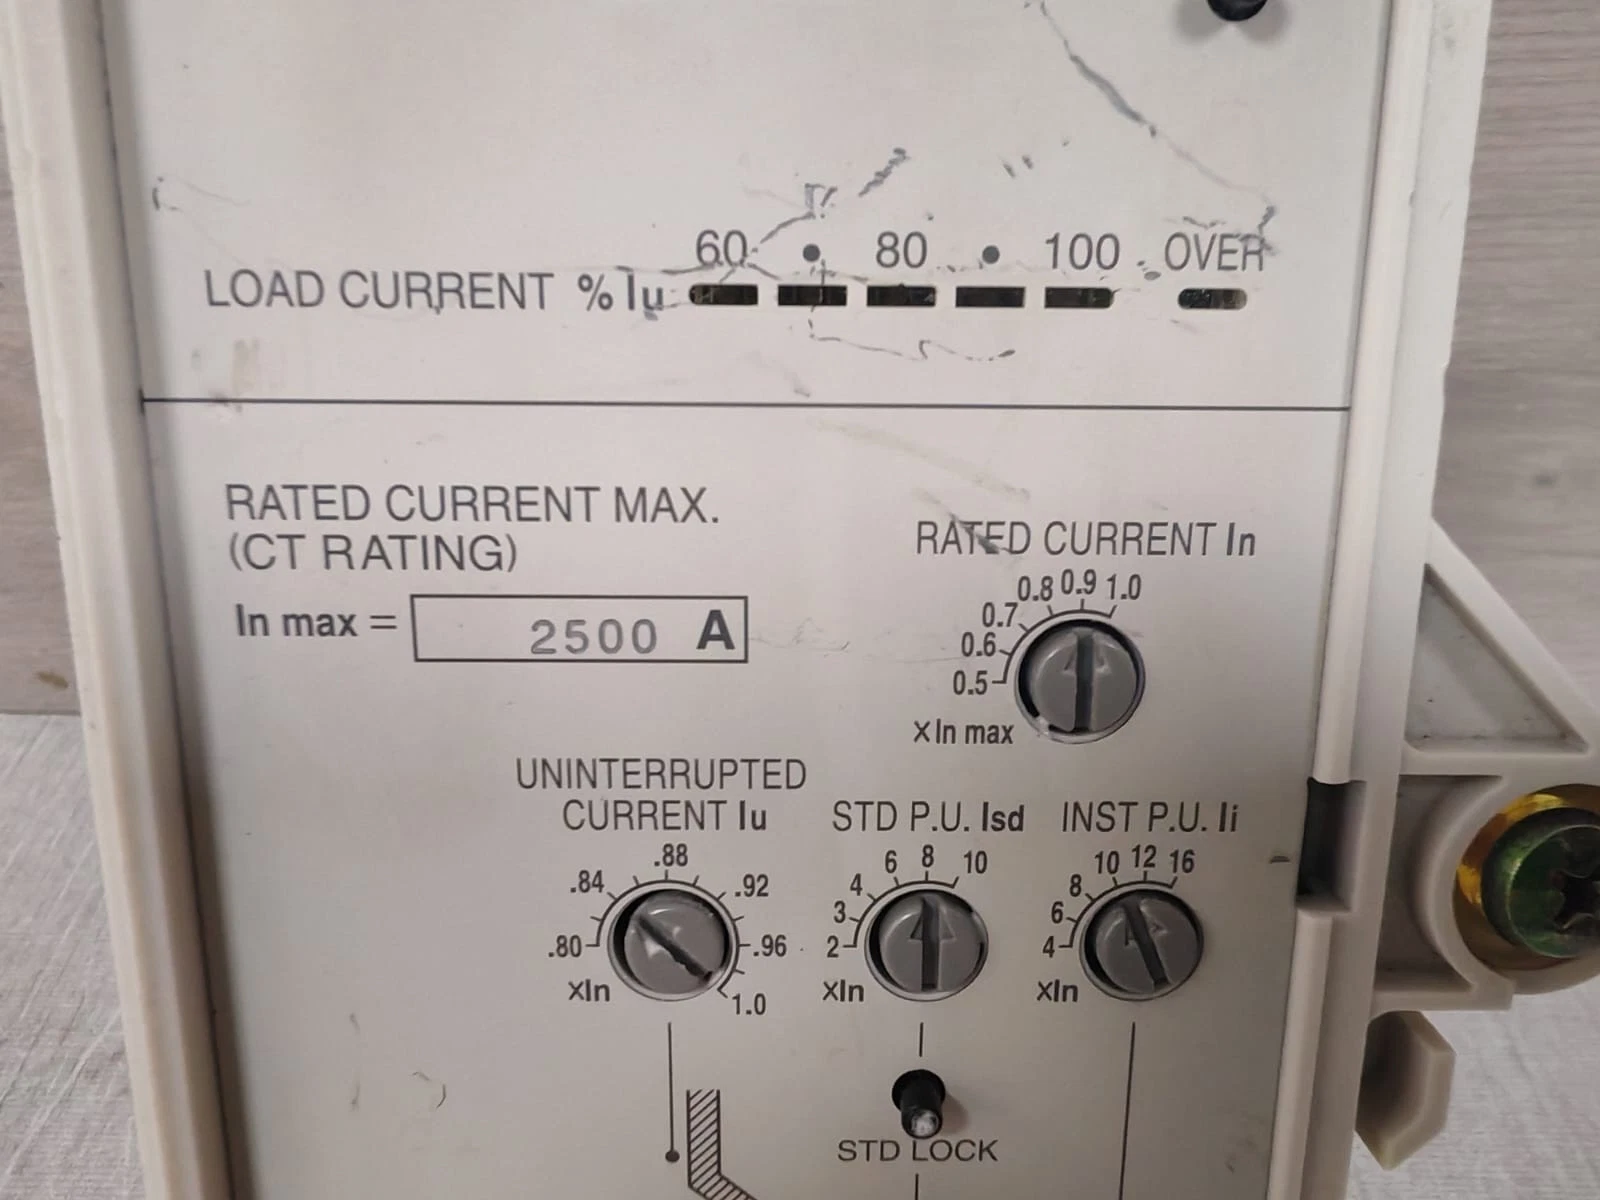 60 • 80 • 100 OVER
LOAD CURRENT % Iu
RATED CURRENT MAX.
(CT RATING)
In max = 2500 A
RATED CURRENT In
0.5 0.6 0.7 0.8 0.9 1.0
×In max
UNINTERRUPTED
CURRENT Iu
.80 .84 .88 .92 .96 1.0
×In
STD P.U. Isd
2 3 4 6 8 10
×In
INST P.U. Ii
4 6 8 10 12 16
×In
STD LOCK